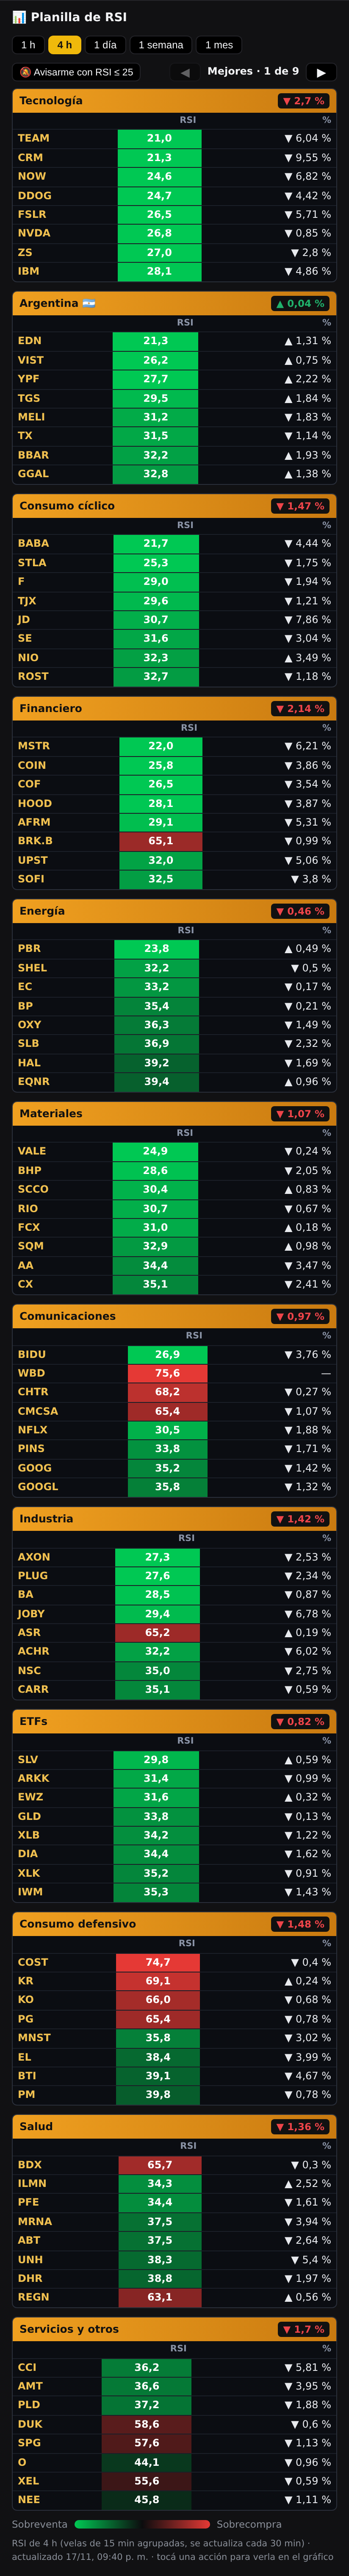 📊 Planilla de RSI
1 h 4 h 1 día 1 semana 1 mes
🔕 Avisarme con RSI ≤ 25 ◀ Mejores · 1 de 9 ▶
Tecnología ▼ 2,7 %
RSI %
TEAM 21,0 ▼ 6,04 %
CRM 21,3 ▼ 9,55 %
NOW 24,6 ▼ 6,82 %
DDOG 24,7 ▼ 4,42 %
FSLR 26,5 ▼ 5,71 %
NVDA 26,8 ▼ 0,85 %
ZS 27,0 ▼ 2,8 %
IBM 28,1 ▼ 4,86 %
Argentina 🇦🇷 ▲ 0,04 %
RSI %
EDN 21,3 ▲ 1,31 %
VIST 26,2 ▲ 0,75 %
YPF 27,7 ▲ 2,22 %
TGS 29,5 ▲ 1,84 %
MELI 31,2 ▼ 1,83 %
TX 31,5 ▼ 1,14 %
BBAR 32,2 ▲ 1,93 %
GGAL 32,8 ▲ 1,38 %
Consumo cíclico ▼ 1,47 %
RSI %
BABA 21,7 ▼ 4,44 %
STLA 25,3 ▼ 1,75 %
F 29,0 ▼ 1,94 %
TJX 29,6 ▼ 1,21 %
JD 30,7 ▼ 7,86 %
SE 31,6 ▼ 3,04 %
NIO 32,3 ▲ 3,49 %
ROST 32,7 ▼ 1,18 %
Financiero ▼ 2,14 %
RSI %
MSTR 22,0 ▼ 6,21 %
COIN 25,8 ▼ 3,86 %
COF 26,5 ▼ 3,54 %
HOOD 28,1 ▼ 3,87 %
AFRM 29,1 ▼ 5,31 %
BRK.B 65,1 ▼ 0,99 %
UPST 32,0 ▼ 5,06 %
SOFI 32,5 ▼ 3,8 %
Energía ▼ 0,46 %
RSI %
PBR 23,8 ▲ 0,49 %
SHEL 32,2 ▼ 0,5 %
EC 33,2 ▼ 0,17 %
BP 35,4 ▼ 0,21 %
OXY 36,3 ▼ 1,49 %
SLB 36,9 ▼ 2,32 %
HAL 39,2 ▼ 1,69 %
EQNR 39,4 ▲ 0,96 %
Materiales ▼ 1,07 %
RSI %
VALE 24,9 ▼ 0,24 %
BHP 28,6 ▼ 2,05 %
SCCO 30,4 ▲ 0,83 %
RIO 30,7 ▼ 0,67 %
FCX 31,0 ▲ 0,18 %
SQM 32,9 ▲ 0,98 %
AA 34,4 ▼ 3,47 %
CX 35,1 ▼ 2,41 %
Comunicaciones ▼ 0,97 %
RSI %
BIDU 26,9 ▼ 3,76 %
WBD 75,6 —
CHTR 68,2 ▼ 0,27 %
CMCSA 65,4 ▼ 1,07 %
NFLX 30,5 ▼ 1,88 %
PINS 33,8 ▼ 1,71 %
GOOG 35,2 ▼ 1,42 %
GOOGL 35,8 ▼ 1,32 %
Industria ▼ 1,42 %
RSI %
AXON 27,3 ▼ 2,53 %
PLUG 27,6 ▼ 2,34 %
BA 28,5 ▼ 0,87 %
JOBY 29,4 ▼ 6,78 %
ASR 65,2 ▲ 0,19 %
ACHR 32,2 ▼ 6,02 %
NSC 35,0 ▼ 2,75 %
CARR 35,1 ▼ 0,59 %
ETFs ▼ 0,82 %
RSI %
SLV 29,8 ▲ 0,59 %
ARKK 31,4 ▼ 0,99 %
EWZ 31,6 ▲ 0,32 %
GLD 33,8 ▼ 0,13 %
XLB 34,2 ▼ 1,22 %
DIA 34,4 ▼ 1,62 %
XLK 35,2 ▼ 0,91 %
IWM 35,3 ▼ 1,43 %
Consumo defensivo ▼ 1,48 %
RSI %
COST 74,7 ▼ 0,4 %
KR 69,1 ▲ 0,24 %
KO 66,0 ▼ 0,68 %
PG 65,4 ▼ 0,78 %
MNST 35,8 ▼ 3,02 %
EL 38,4 ▼ 3,99 %
BTI 39,1 ▼ 4,67 %
PM 39,8 ▼ 0,78 %
Salud ▼ 1,36 %
RSI %
BDX 65,7 ▼ 0,3 %
ILMN 34,3 ▲ 2,52 %
PFE 34,4 ▼ 1,61 %
MRNA 37,5 ▼ 3,94 %
ABT 37,5 ▼ 2,64 %
UNH 38,3 ▼ 5,4 %
DHR 38,8 ▼ 1,97 %
REGN 63,1 ▲ 0,56 %
Servicios y otros ▼ 1,7 %
RSI %
CCI 36,2 ▼ 5,81 %
AMT 36,6 ▼ 3,95 %
PLD 37,2 ▼ 1,88 %
DUK 58,6 ▼ 0,6 %
SPG 57,6 ▼ 1,13 %
O 44,1 ▼ 0,96 %
XEL 55,6 ▼ 0,59 %
NEE 45,8 ▼ 1,11 %
Sobreventa Sobrecompra
RSI de 4 h (velas de 15 min agrupadas, se actualiza cada 30 min) ·
actualizado 17/11, 09:40 p. m. · tocá una acción para verla en el gráfico